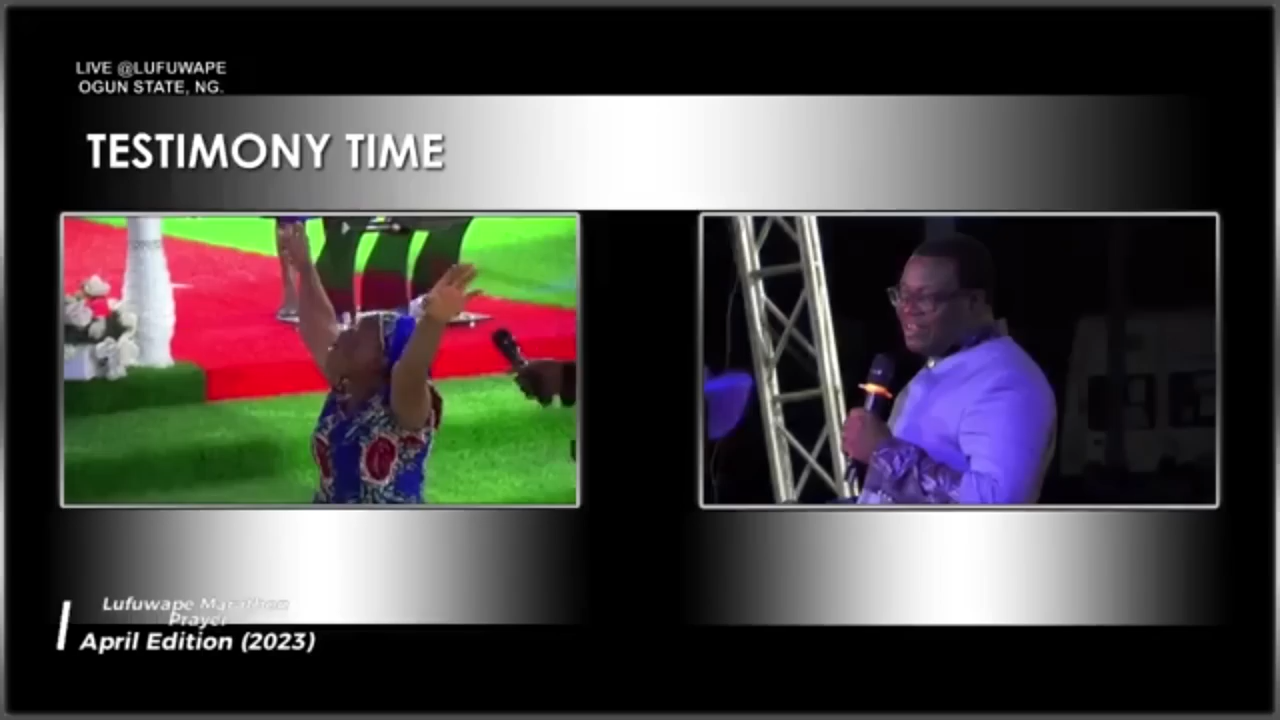 LIVE @LUFUWAPE
OGUN STATE, NG.
TESTIMONY TIME
Lufuwape Marathon
Prayer
April Edition (2023)